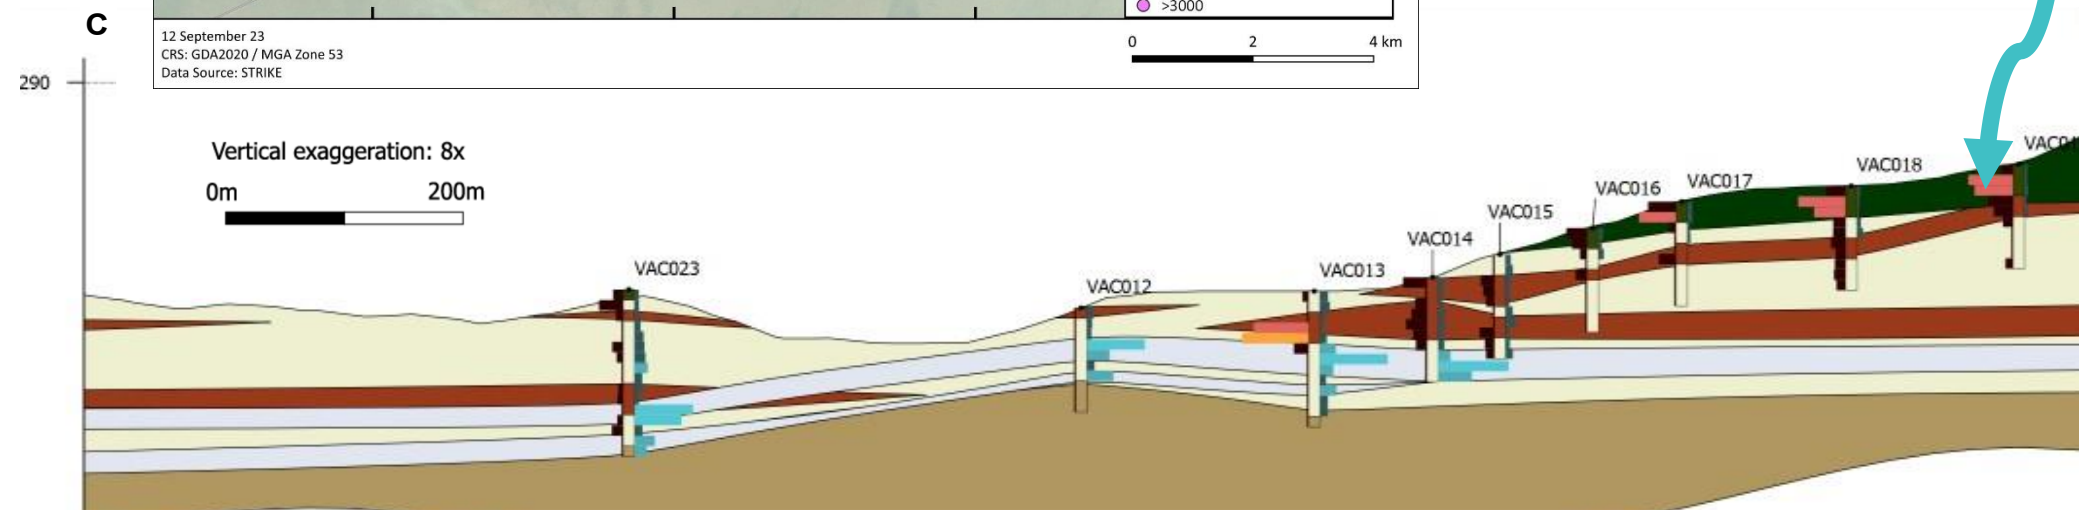 C
>3000
12 September 23
CRS: GDA2020 / MGA Zone 53
Data Source: STRIKE
0 2 4 km
290
Vertical exaggeration: 8x
0m 200m
VAC023
VAC012
VAC013
VAC014
VAC015
VAC016
VAC017
VAC018